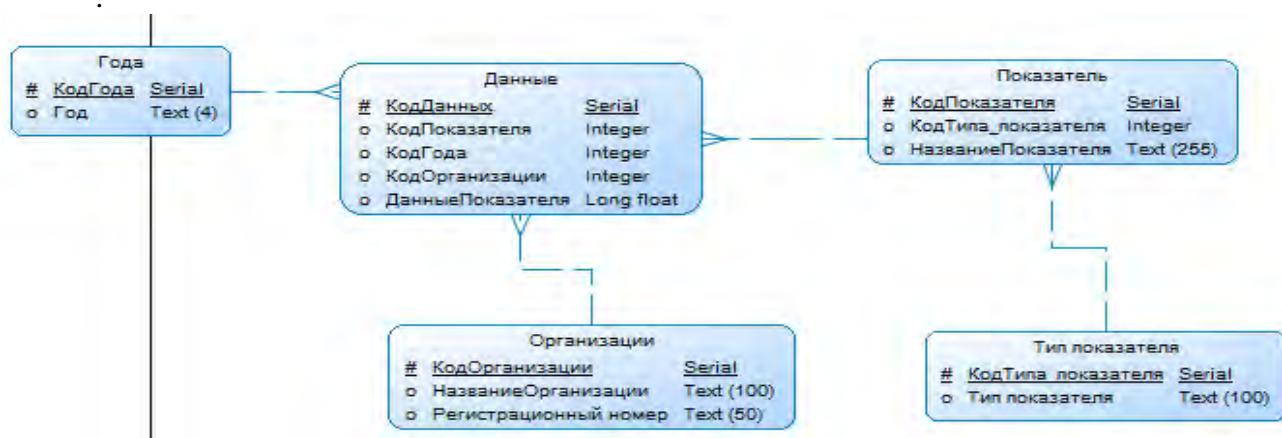 Года
# КодГода Serial
o Год Text (4)
Данные
# КодДанных Serial
o КодПоказателя Integer
o КодГода Integer
o КодОрганизации Integer
o ДанныеПоказателя Long float
Показатель
# КодПоказателя Serial
o КодТипа_показателя Integer
o НазваниеПоказателя Text (255)
Организации
# КодОрганизации Serial
o НазваниеОрганизации Text (100)
o Регистрационный номер Text (50)
Тип показателя
# КодТипа_показателя Serial
o Тип показателя Text (100)